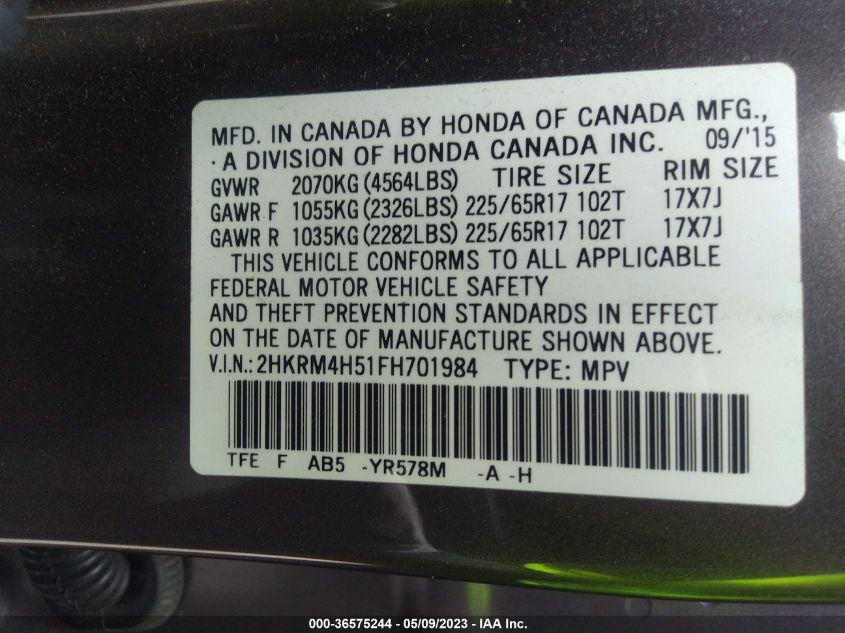 MFD. IN CANADA BY HONDA OF CANADA MFG.,
· A DIVISION OF HONDA CANADA INC. 09/'15
GVWR 2070KG (4564LBS) TIRE SIZE RIM SIZE
GAWR F 1055KG (2326LBS) 225/65R17 102T 17X7J
GAWR R 1035KG (2282LBS) 225/65R17 102T 17X7J
THIS VEHICLE CONFORMS TO ALL APPLICABLE
FEDERAL MOTOR VEHICLE SAFETY
AND THEFT PREVENTION STANDARDS IN EFFECT
ON THE DATE OF MANUFACTURE SHOWN ABOVE.
V.I.N.: 2HKRM4H51FH701984 TYPE: MPV
TFE F AB5 -YR578M -A -H
000-36575244 - 05/09/2023 - IAA Inc.